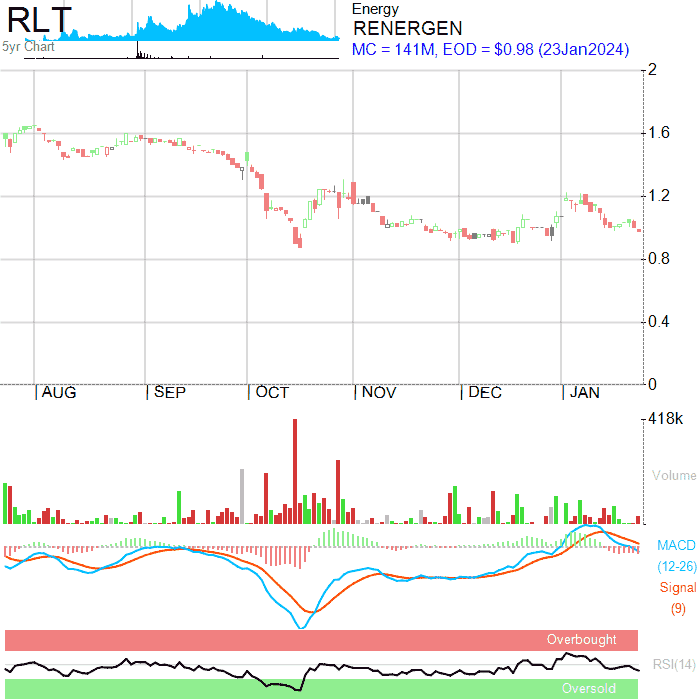 RLT
5yr Chart
Energy
RENERGEN
MC = 141M, EOD = $0.98 (23Jan2024)
2
1.6
1.2
0.8
0.4
0
AUG SEP OCT NOV DEC JAN
418k
Volume
MACD
(12-26)
Signal
(9)
Overbought
RSI(14)
Oversold